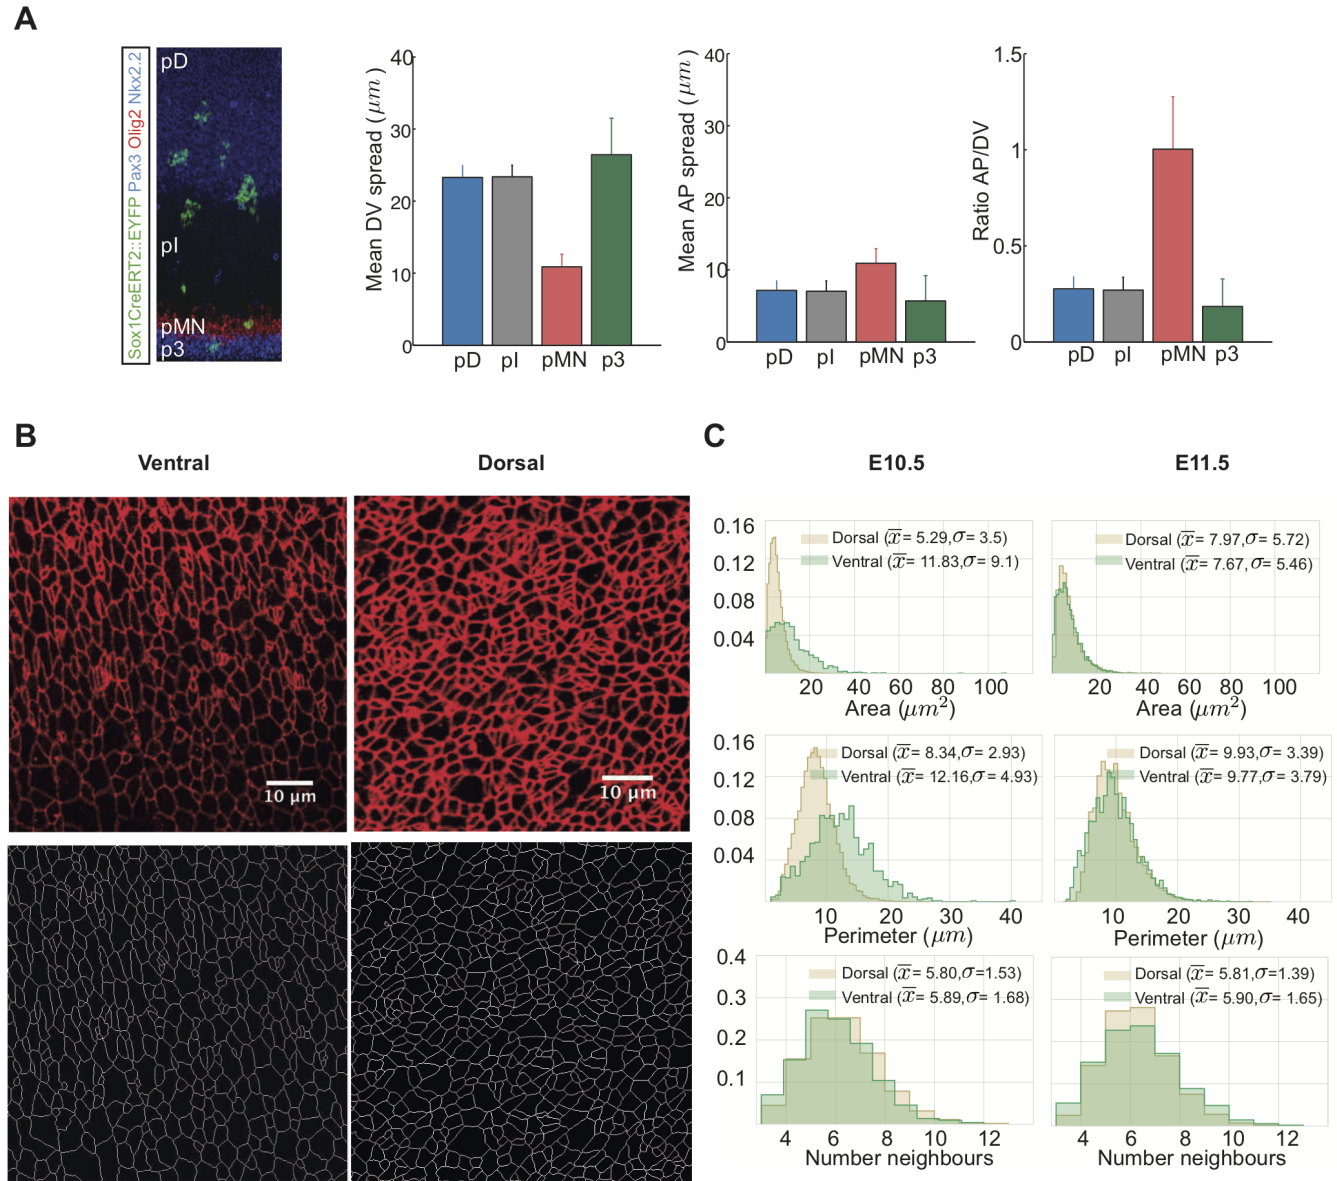 A
Sox1CreERT2::EYFP Pax3 Olig2 Nkx2.2
pD
pI
pMN
p3
Mean DV spread (μm)
40
30
20
10
0
pD pI pMN p3
Mean AP spread (μm)
40
30
20
10
0
pD pI pMN p3
Ratio AP/DV
1.5
1
0.5
0
pD pI pMN p3
B
Ventral Dorsal
10 μm
10 μm
C
E10.5 E11.5
0.16
0.12
0.08
0.04
Dorsal (x̅= 5.29,σ= 3.5)
Ventral (x̅= 11.83,σ= 9.1)
20 40 60 80 100
Area (μm²)
Dorsal (x̅= 7.97,σ= 5.72)
Ventral (x̅= 7.67,σ= 5.46)
20 40 60 80 100
Area (μm²)
0.16
0.12
0.08
0.04
Dorsal (x̅= 8.34,σ= 2.93)
Ventral (x̅= 12.16,σ= 4.93)
10 20 30 40
Perimeter (μm)
Dorsal (x̅= 9.93,σ= 3.39)
Ventral (x̅= 9.77,σ= 3.79)
10 20 30 40
Perimeter (μm)
0.4
0.3
0.2
0.1
Dorsal (x̅= 5.80,σ=1.53)
Ventral (x̅= 5.89,σ= 1.68)
4 6 8 10 12
Number neighbours
Dorsal (x̅= 5.81,σ=1.39)
Ventral (x̅= 5.90,σ= 1.65)
4 6 8 10 12
Number neighbours